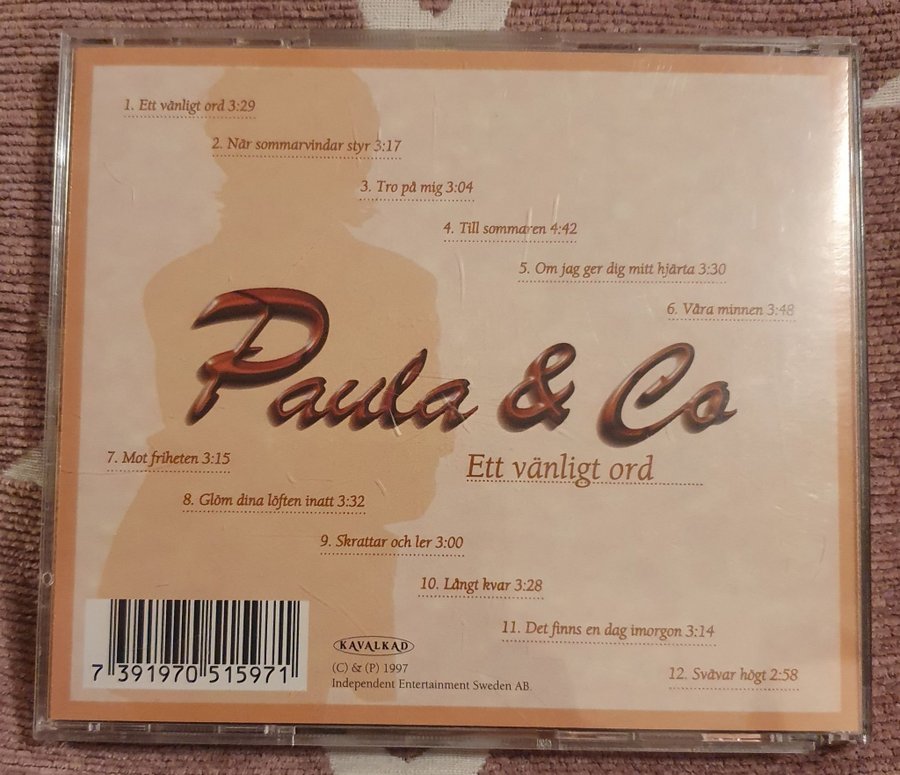 1. Ett vänligt ord 3:29
2. När sommarvindar styr 3:17
3. Tro på mig 3:04
4. Till sommaren 4:42
5. Om jag ger dig mitt hjärta 3:30
6. Våra minnen 3:48
Paula & Co
Ett vänligt ord
7. Mot friheten 3:15
8. Glöm dina löften inatt 3:32
9. Skrattar och ler 3:00
10. Långt kvar 3:28
11. Det finns en dag imorgon 3:14
12. Svävar högt 2:58
7 391970 515971
KAVALKAD
(C) & (P) 1997
Independent Entertainment Sweden AB.